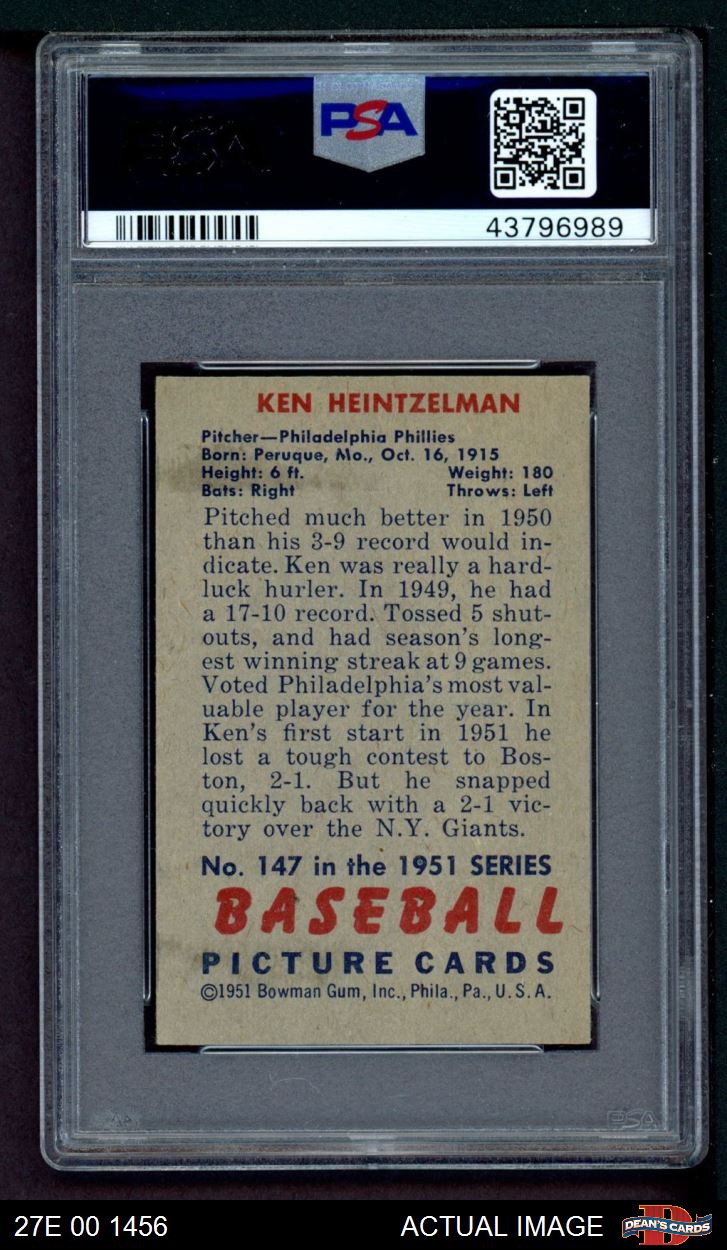 PSA
43796989
KEN HEINTZELMAN
Pitcher—Philadelphia Phillies
Born: Peruque, Mo., Oct. 16, 1915
Height: 6 ft. Weight: 180
Bats: Right Throws: Left
Pitched much better in 1950
than his 3-9 record would in-
dicate. Ken was really a hard-
luck hurler. In 1949, he had
a 17-10 record. Tossed 5 shut-
outs, and had season's long-
est winning streak at 9 games.
Voted Philadelphia's most val-
uable player for the year. In
Ken's first start in 1951 he
lost a tough contest to Bos-
ton, 2-1. But he snapped
quickly back with a 2-1 vic-
tory over the N.Y. Giants.
No. 147 in the 1951 SERIES
BASEBALL
PICTURE CARDS
©1951 Bowman Gum, Inc., Phila., Pa., U.S.A.
PSA
27E 00 1456 ACTUAL IMAGE DEAN'S CARDS